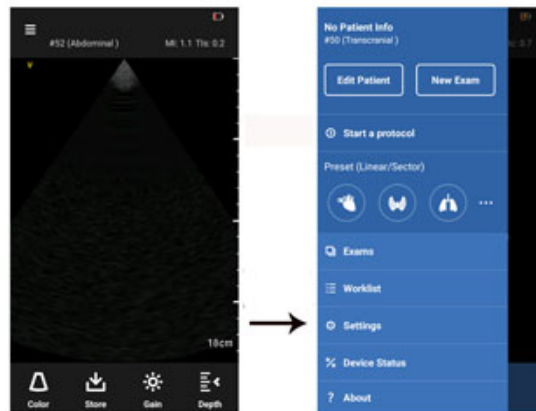 #52 (Abdominal )
MI: 1.1 TIs: 0.2
V
18cm
Color
Store
Gain
Depth
No Patient Info
#50 (Transcranial )
Edit Patient
New Exam
Start a protocol
Preset (Linear/Sector)
Exams
Worklist
Settings
Device Status
? About